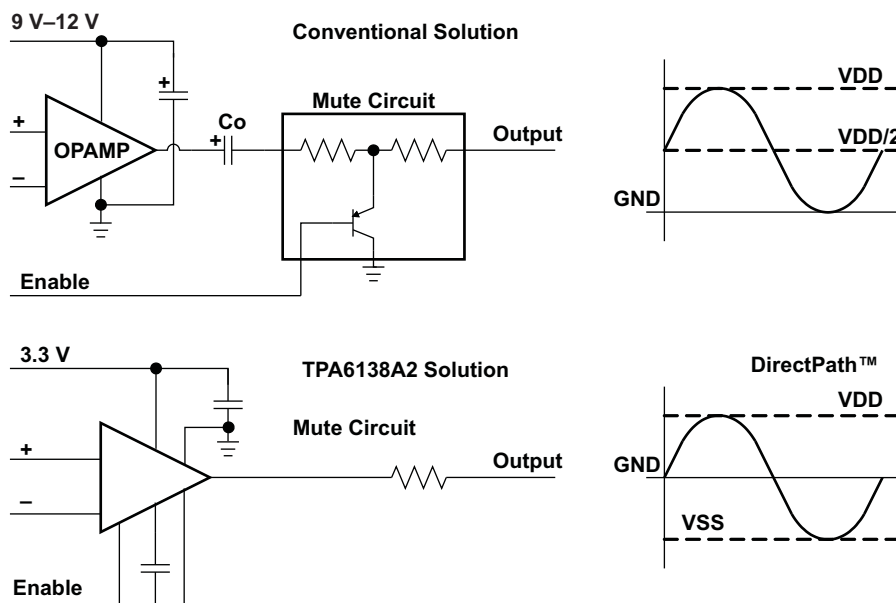 9 V–12 V
Conventional Solution
VDD
Mute Circuit
+
+
Co
+
OPAMP
Output
VDD/2
–
GND
Enable
3.3 V
TPA6138A2 Solution
DirectPath™
VDD
Mute Circuit
+
Output
GND
–
VSS
Enable